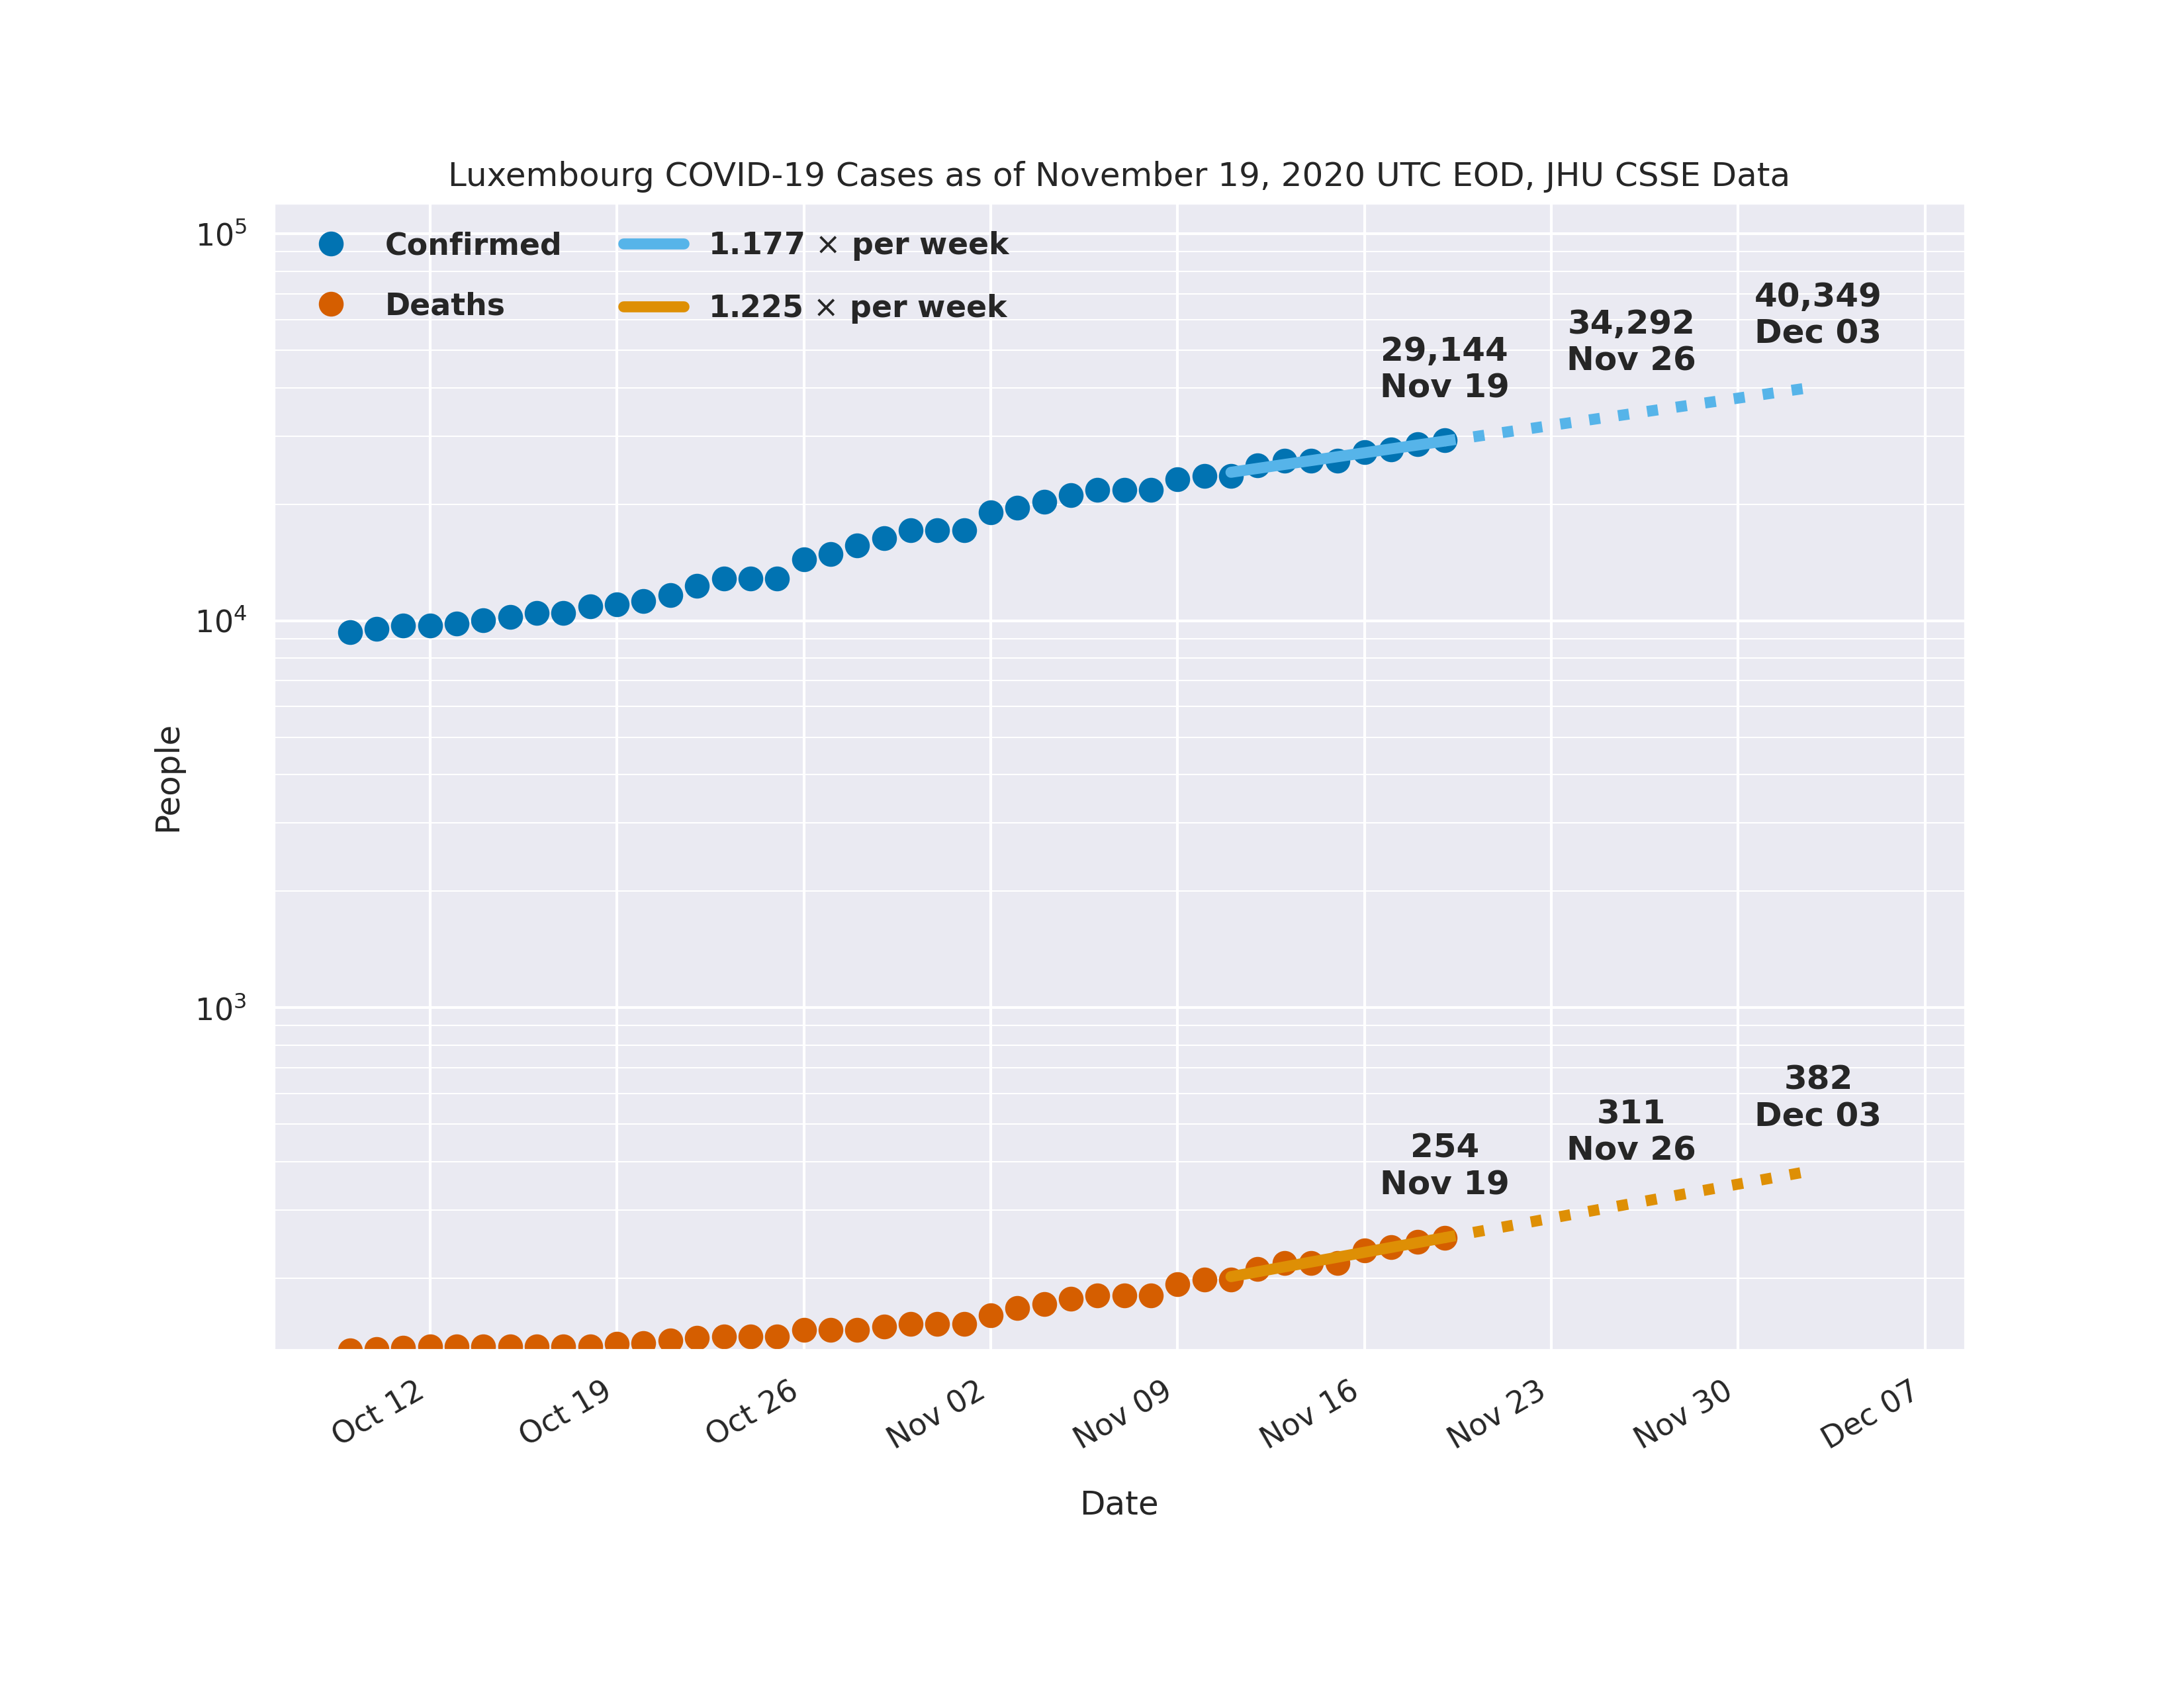 Luxembourg COVID-19 Cases as of November 19, 2020 UTC EOD, JHU CSSE Data
10⁵
10⁴
10³
People
Confirmed
Deaths
1.177 × per week
1.225 × per week
29,144
Nov 19
34,292
Nov 26
40,349
Dec 03
254
Nov 19
311
Nov 26
382
Dec 03
Oct 12
Oct 19
Oct 26
Nov 02
Nov 09
Nov 16
Nov 23
Nov 30
Dec 07
Date